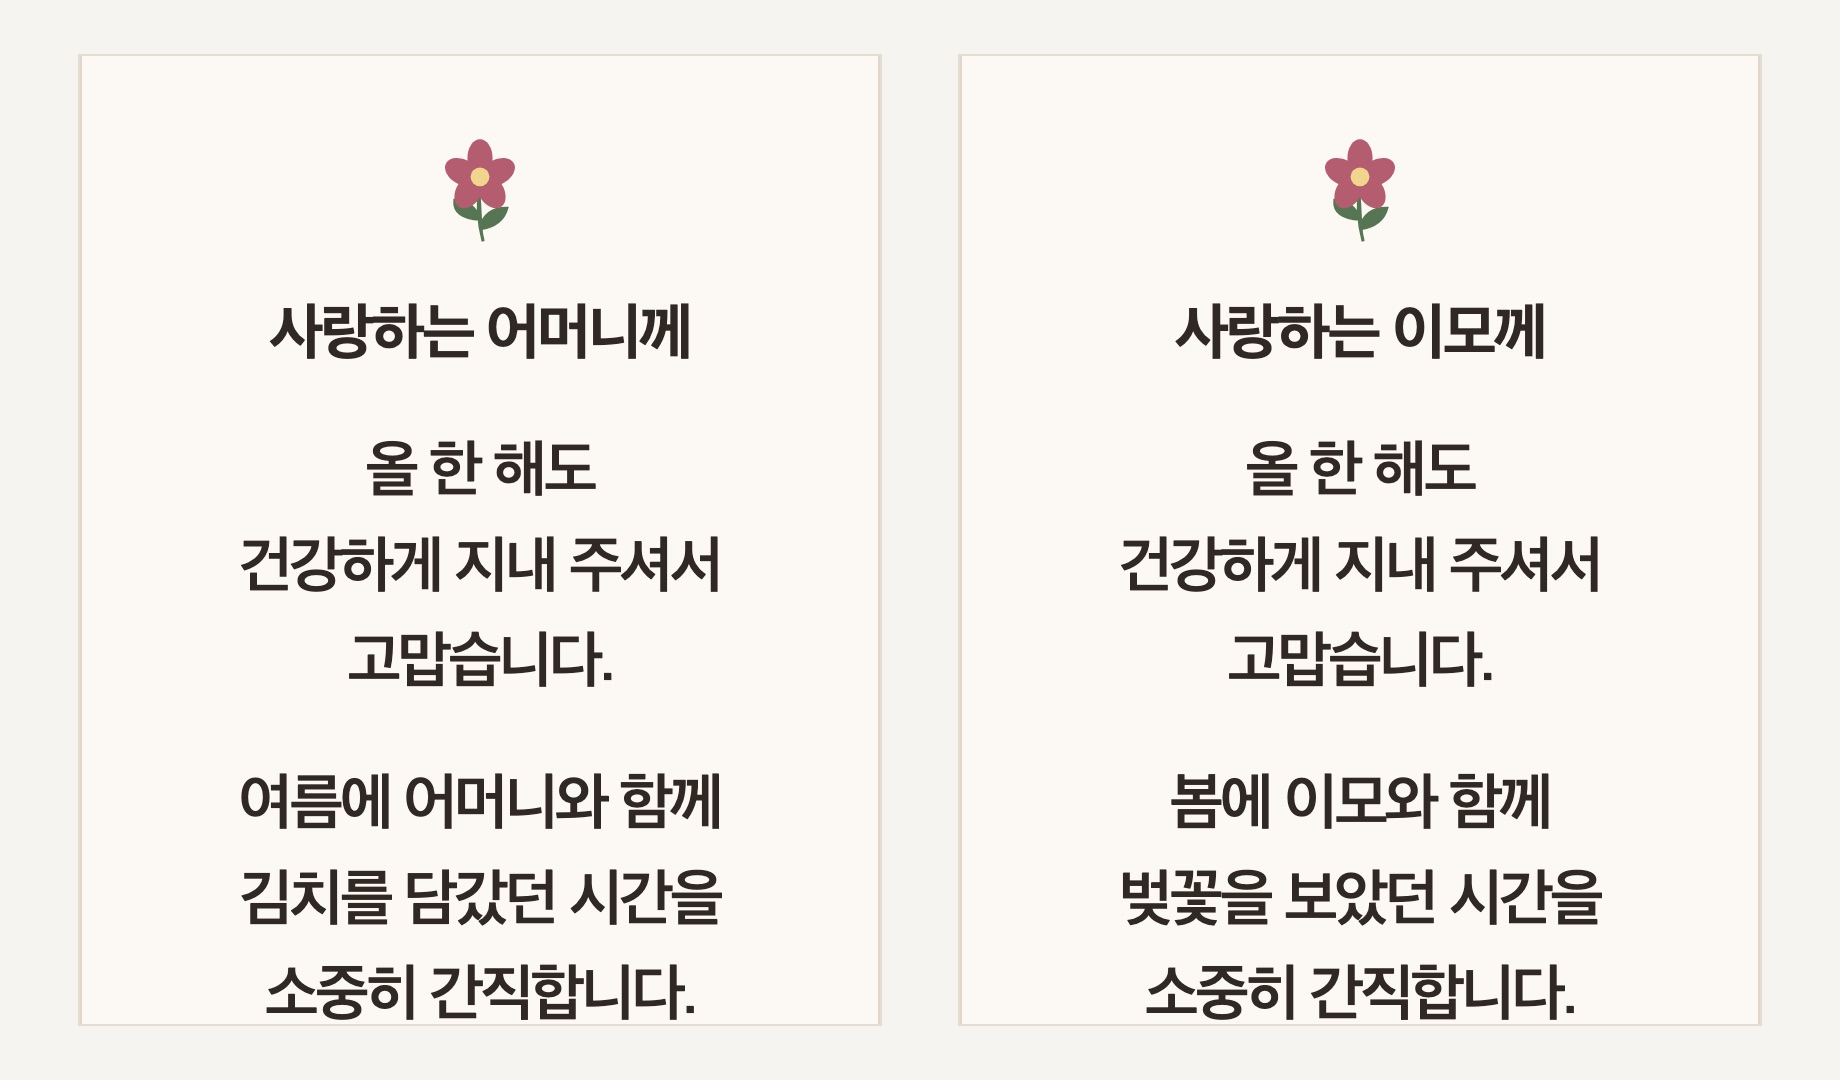 사랑하는 어머니께
올 한 해도
건강하게 지내 주셔서
고맙습니다.
여름에 어머니와 함께
김치를 담갔던 시간을
소중히 간직합니다.
사랑하는 이모께
올 한 해도
건강하게 지내 주셔서
고맙습니다.
봄에 이모와 함께
벚꽃을 보았던 시간을
소중히 간직합니다.